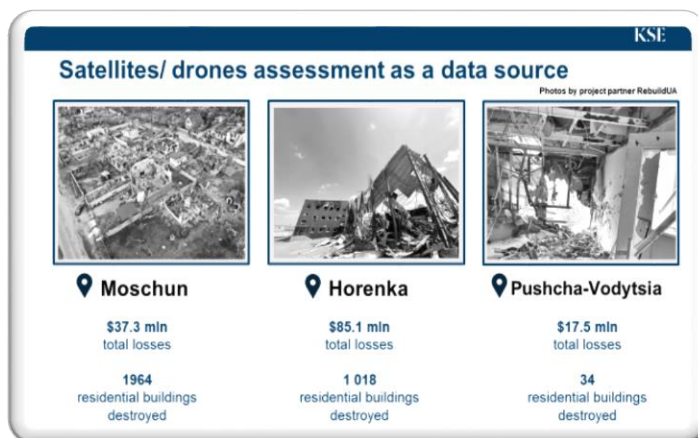 KSE
Satellites/ drones assessment as a data source
Photos by project partner RebuildUA
Moschun
Horenka
Pushcha-Vodytsia
$37.3 mln
total losses
$85.1 mln
total losses
$17.5 mln
total losses
1964
residential buildings
destroyed
1 018
residential buildings
destroyed
34
residential buildings
destroyed